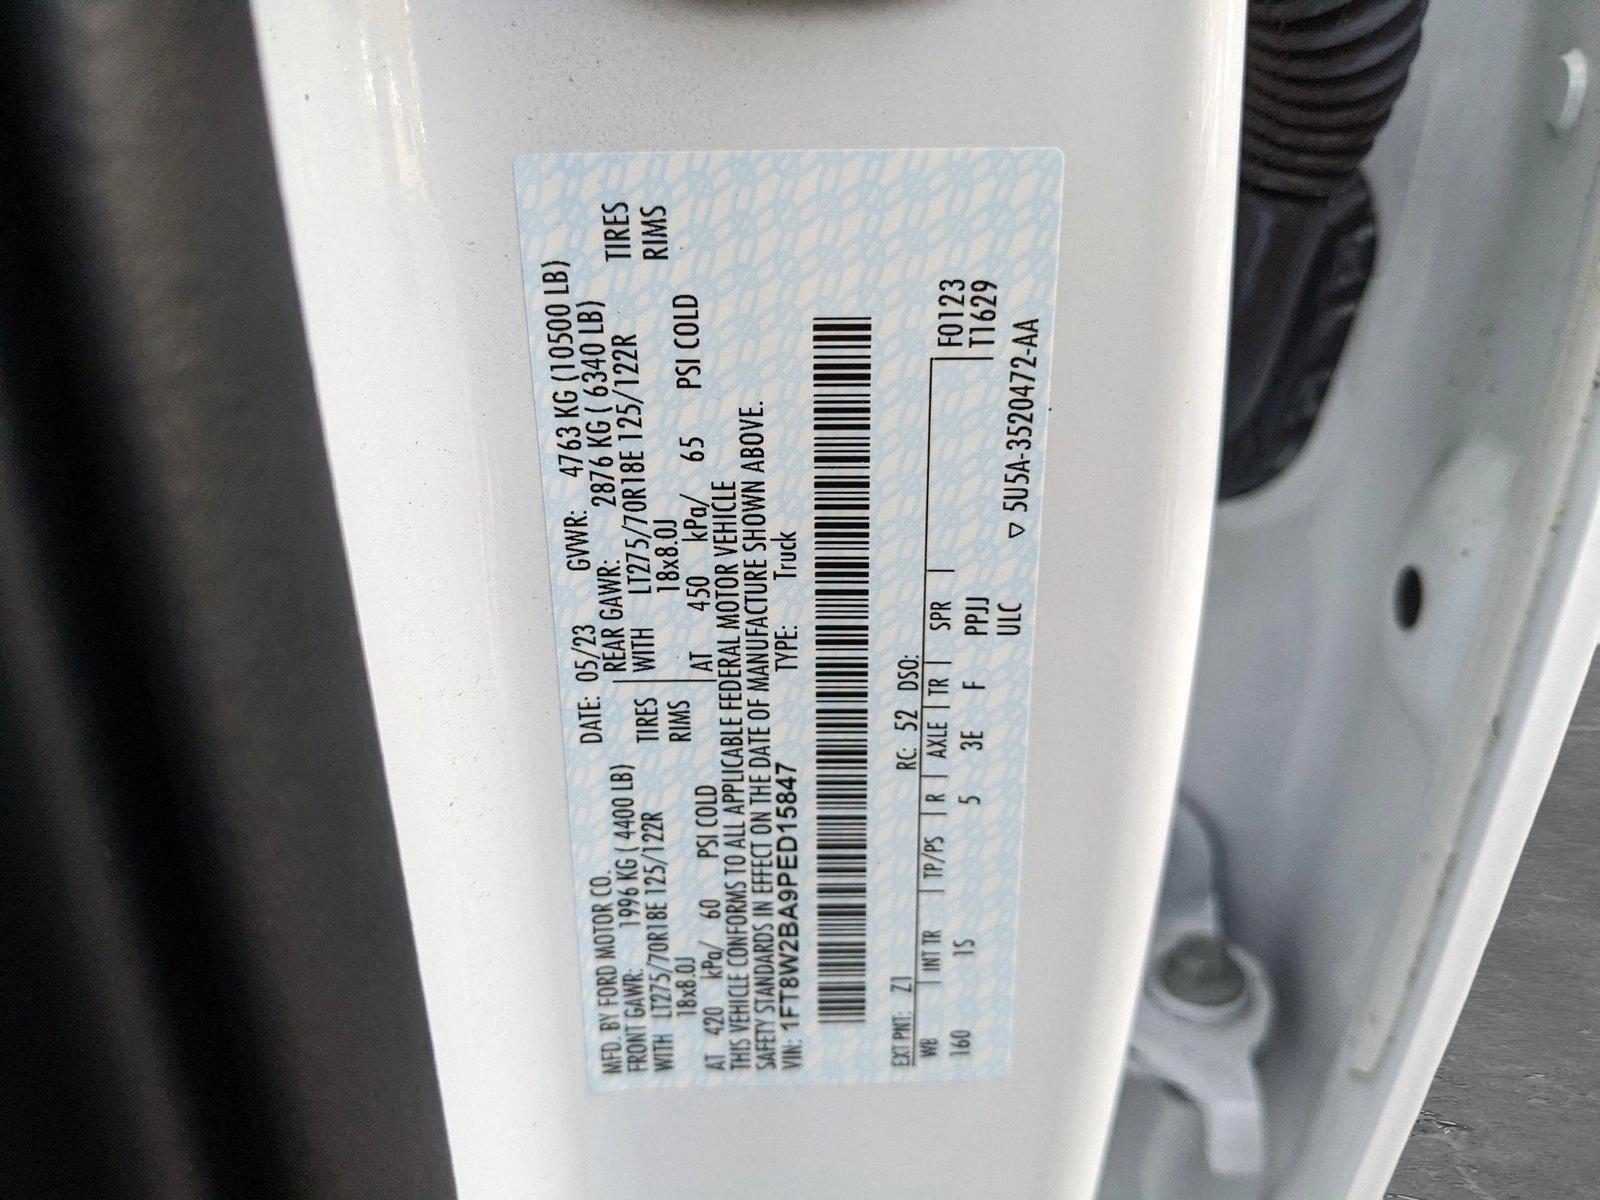 MFD. BY FORD MOTOR CO.
DATE: 05/23 GVWR: 4763 KG (10500 LB)
FRONT GAWR: 1996 KG ( 4400 LB)
REAR GAWR: 2876 KG ( 6340 LB)
WITH LT275/70R18E 125/122R TIRES
WITH LT275/70R18E 125/122R TIRES
18x8.0J RIMS
18x8.0J RIMS
AT 420 kPa/ 60 PSI COLD
AT 450 kPa/ 65 PSI COLD
THIS VEHICLE CONFORMS TO ALL APPLICABLE FEDERAL MOTOR VEHICLE
SAFETY STANDARDS IN EFFECT ON THE DATE OF MANUFACTURE SHOWN ABOVE.
VIN: 1FT8W2BA9PED15847 TYPE: Truck
EXT PNT: Z1 RC: 52 DSO:
WB | INT TR | TP/PS | R | AXLE | TR | SPR | F0123
160 1S 5 3E F PPJJ T1629
ULC
▽ 5U5A-3520472-AA